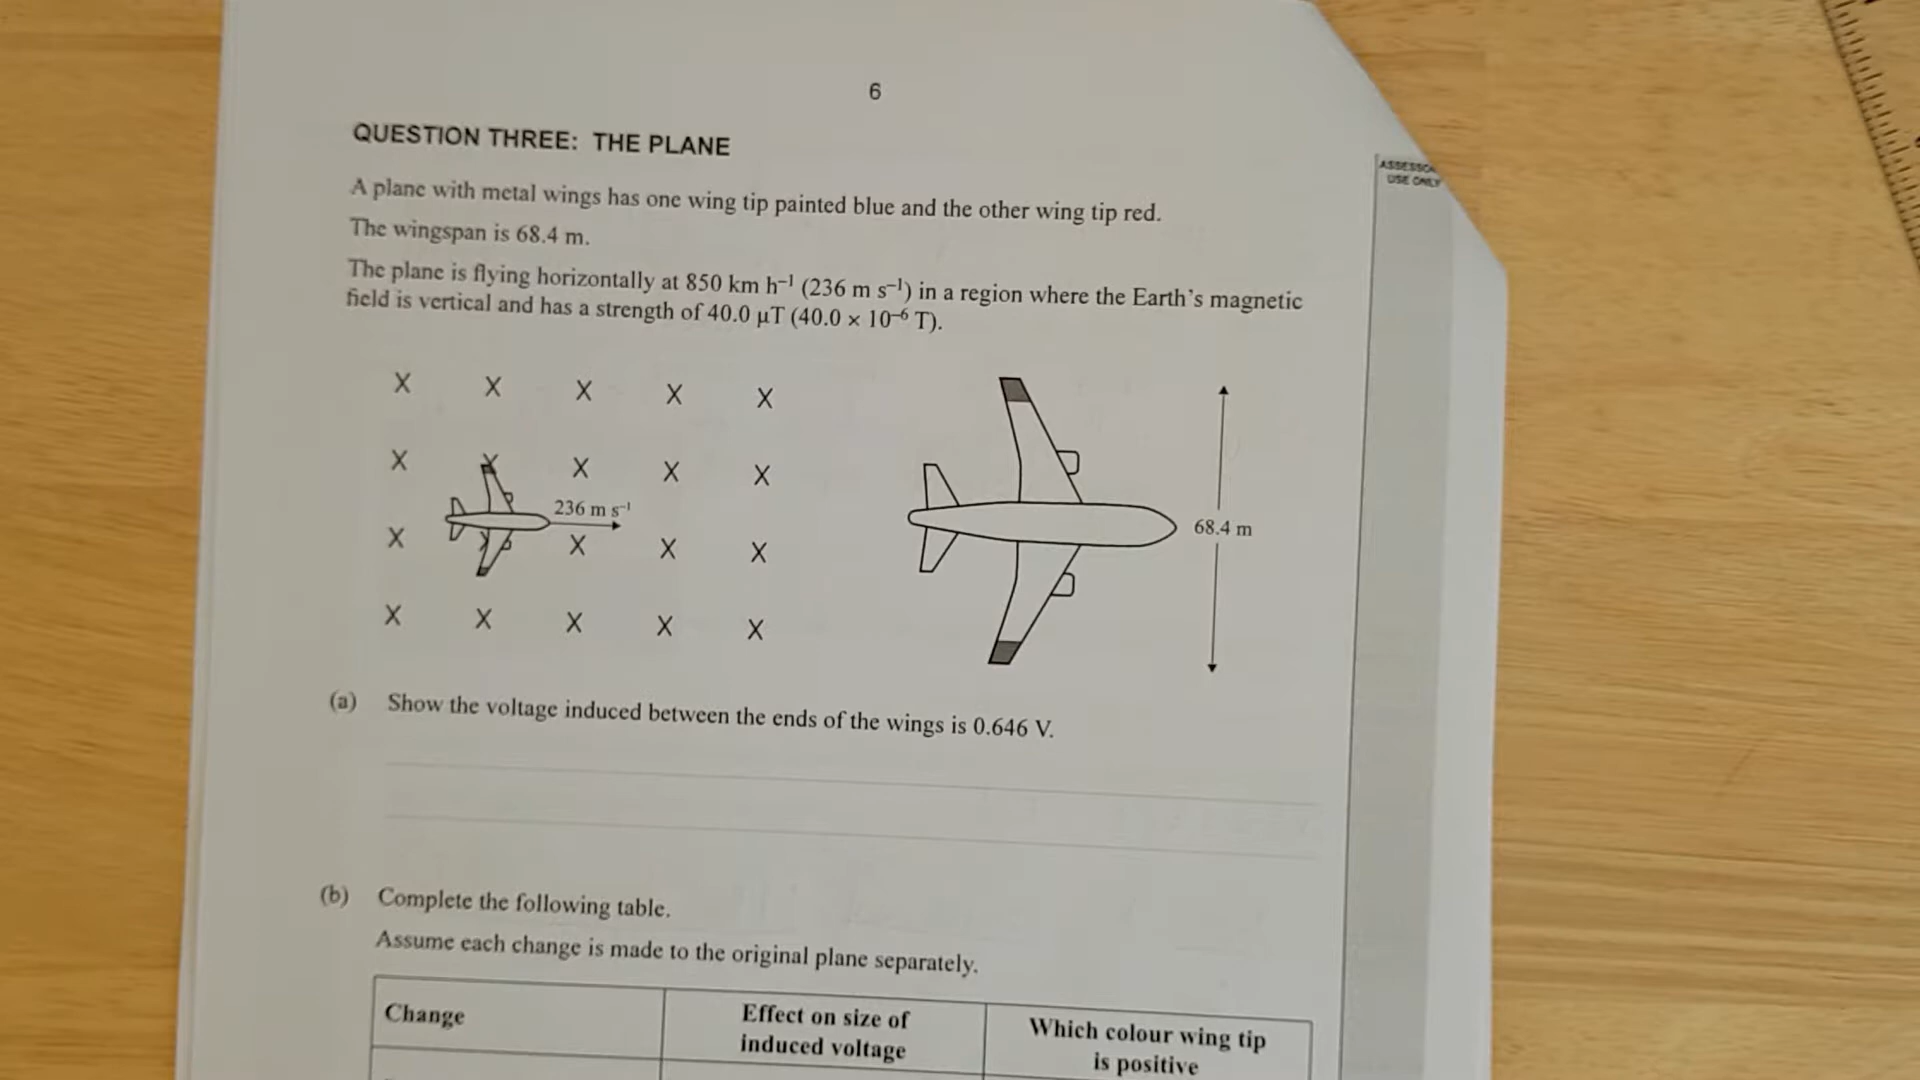 6
QUESTION THREE: THE PLANE
ASSESSOR
USE ONLY
A plane with metal wings has one wing tip painted blue and the other wing tip red.
The wingspan is 68.4 m.
The plane is flying horizontally at 850 km h⁻¹ (236 m s⁻¹) in a region where the Earth's magnetic
field is vertical and has a strength of 40.0 μT (40.0 × 10⁻⁶ T).
X X X X X
X X X X X
236 m s⁻¹
68.4 m
X X X X X
X X X X X
(a) Show the voltage induced between the ends of the wings is 0.646 V.
(b) Complete the following table.
Assume each change is made to the original plane separately.
Change
Effect on size of
induced voltage
Which colour wing tip
is positive